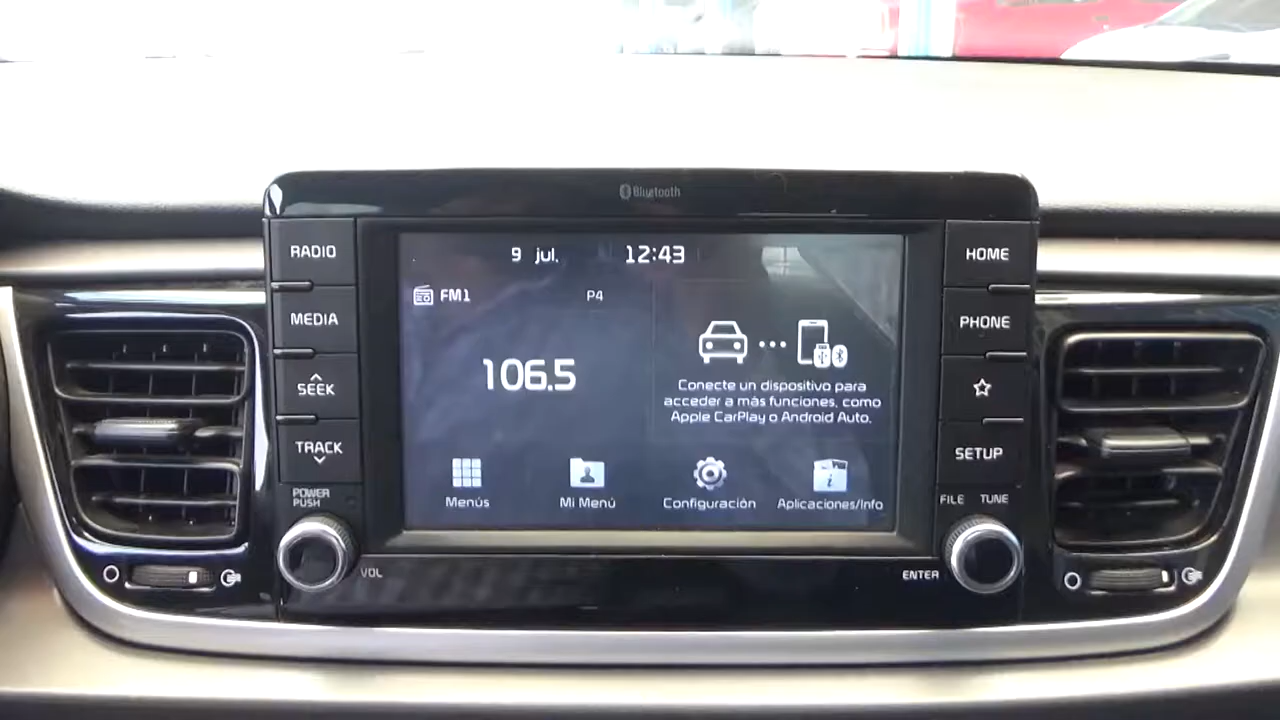 Bluetooth
RADIO
MEDIA
SEEK
TRACK
POWER
PUSH
VOL
9 jul. 12:43
FM1 P4
106.5
Conecte un dispositivo para
acceder a más funciones, como
Apple CarPlay o Android Auto.
Menús Mi Menú Configuración Aplicaciones/Info
HOME
PHONE
SETUP
FILE TUNE
ENTER